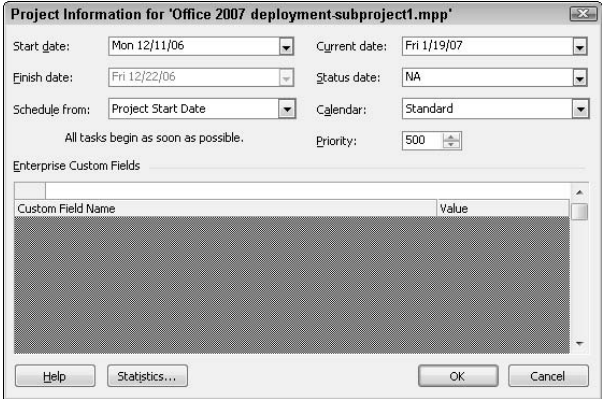 Project Information for 'Office 2007 deployment-subproject1.mpp'
Start date: Mon 12/11/06 Current date: Fri 1/19/07
Finish date: Fri 12/22/06 Status date: NA
Schedule from: Project Start Date Calendar: Standard
All tasks begin as soon as possible. Priority: 500
Enterprise Custom Fields
Custom Field Name Value
Help Statistics... OK Cancel